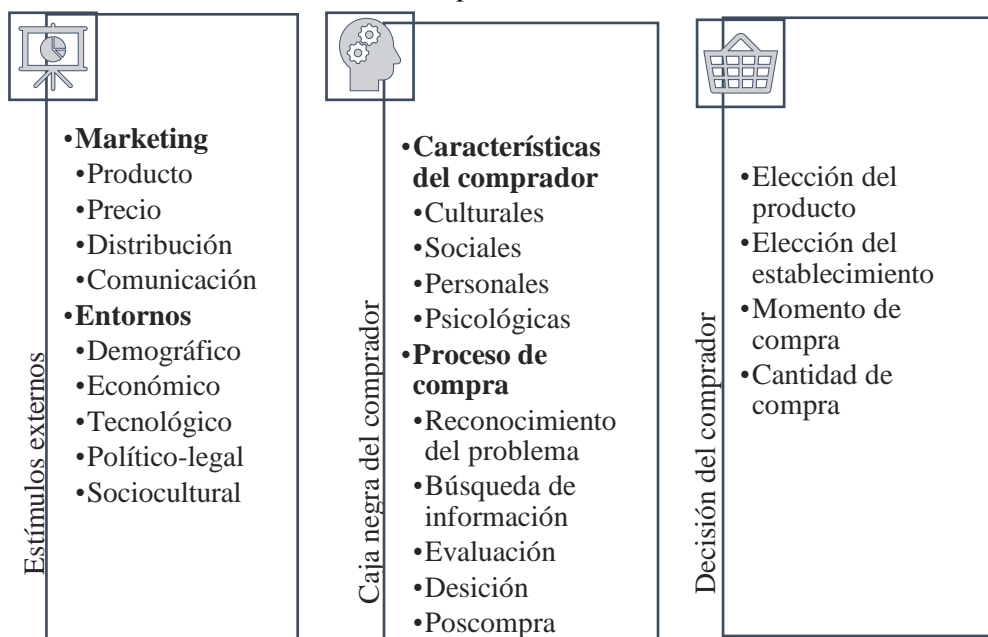 Estímulos externos
•Marketing
•Producto
•Precio
•Distribución
•Comunicación
•Entornos
•Demográfico
•Económico
•Tecnológico
•Político-legal
•Sociocultural
Caja negra del comprador
•Características
del comprador
•Culturales
•Sociales
•Personales
•Psicológicas
•Proceso de
compra
•Reconocimiento
del problema
•Búsqueda de
información
•Evaluación
•Desición
•Poscompra
Decisión del comprador
•Elección del
producto
•Elección del
establecimiento
•Momento de
compra
•Cantidad de
compra